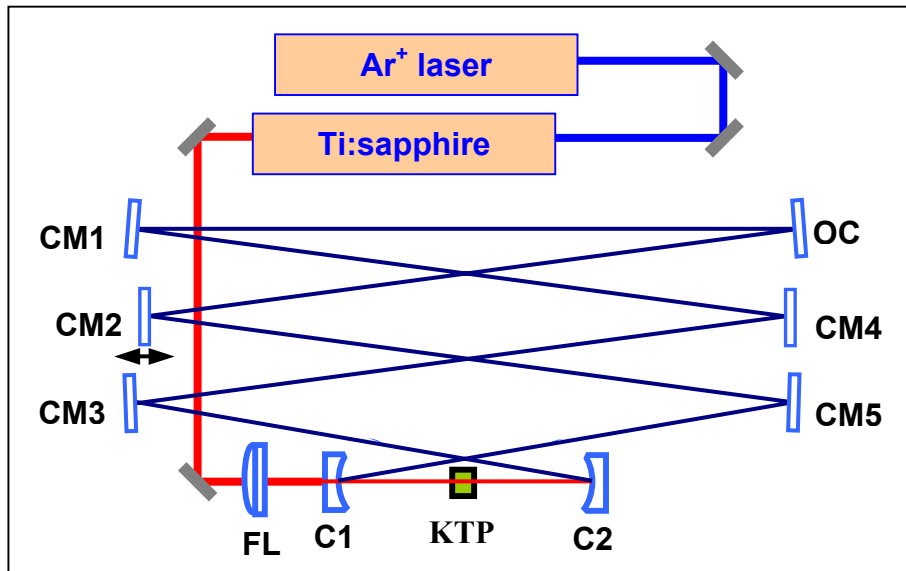 Ar⁺ laser
Ti:sapphire
CM1
OC
CM2
CM4
CM3
CM5
FL
C1
KTP
C2